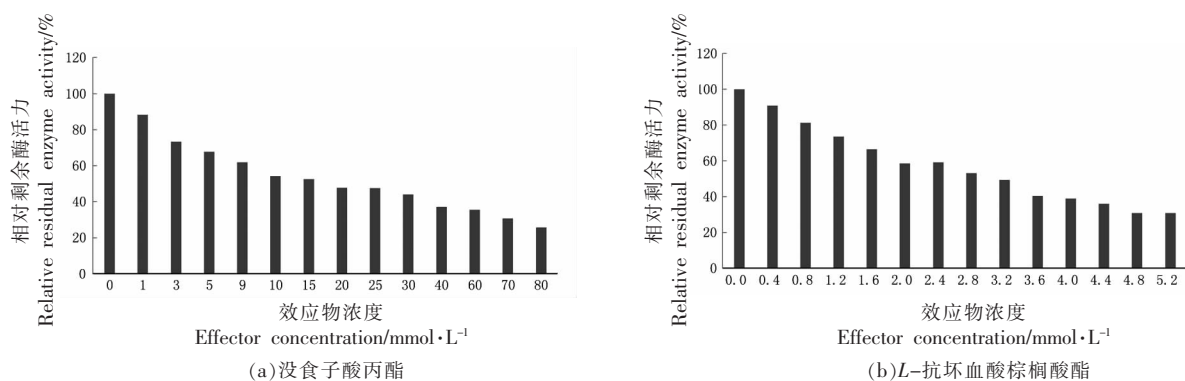 相对剩余酶活力
Relative residual enzyme activity/%
120
100
80
60
40
20
0
0 1 3 5 9 10 15 20 25 30 40 60 70 80
效应物浓度
Effector concentration/mmol·L⁻¹
(a)没食子酸丙酯
相对剩余酶活力
Relative residual enzyme activity/%
120
100
80
60
40
20
0
0.0 0.4 0.8 1.2 1.6 2.0 2.4 2.8 3.2 3.6 4.0 4.4 4.8 5.2
效应物浓度
Effector concentration/mmol·L⁻¹
(b)L-抗坏血酸棕榈酸酯